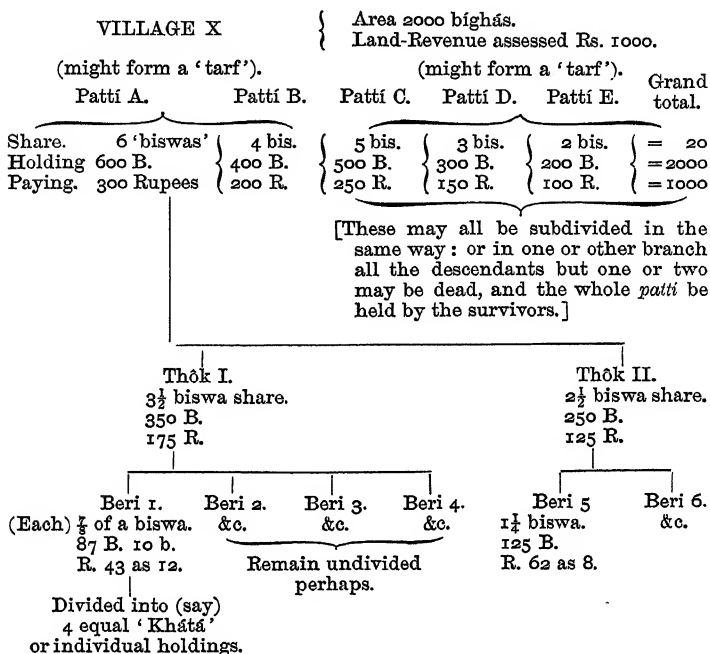 VILLAGE X { Area 2000 bíghás.
Land-Revenue assessed Rs. 1000.
(might form a ‘tarf’). (might form a ‘tarf’).
Pattí A. Pattí B. Pattí C. Pattí D. Pattí E. Grand total.
Share. 6 ‘biswas’ { 4 bis. { 5 bis. { 3 bis. { 2 bis. { = 20
Holding 600 B. { 400 B. { 500 B. { 300 B. { 200 B. { =2000
Paying. 300 Rupees { 200 R. { 250 R. { 150 R. { 100 R. { =1000
[These may all be subdivided in the
same way: or in one or other branch
all the descendants but one or two
may be dead, and the whole patti be
held by the survivors.]
Thôk I. Thôk II.
3½ biswa share. 2½ biswa share.
350 B. 250 B.
175 R. 125 R.
Beri 1. Beri 2. Beri 3. Beri 4. Beri 5 Beri 6.
(Each) ⅞ of a biswa. &c. &c. &c. 1¼ biswa. &c.
87 B. 10 b. 125 B.
R. 43 as 12. Remain undivided R. 62 as 8.
perhaps.
Divided into (say)
4 equal ‘Khátá’
or individual holdings.